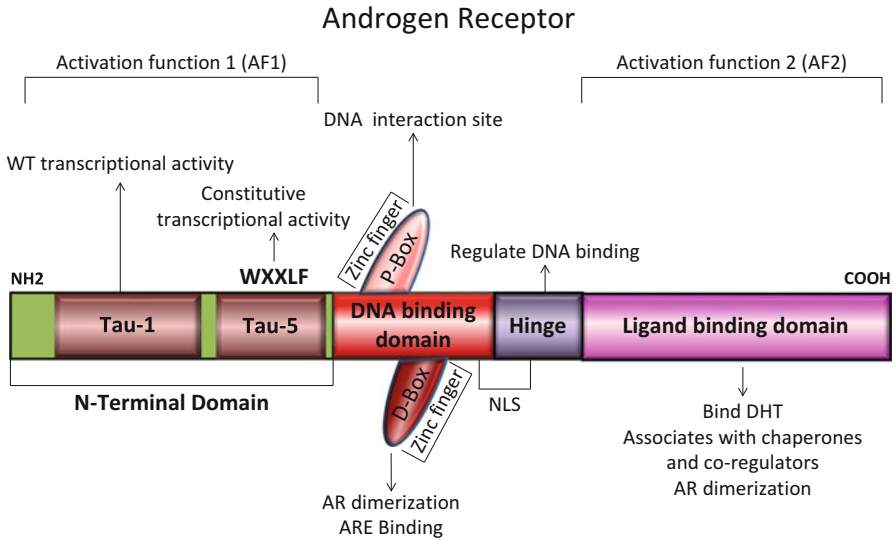 Androgen Receptor
Activation function 1 (AF1)
Activation function 2 (AF2)
DNA interaction site
WT transcriptional activity
Constitutive
transcriptional activity
Zinc finger
P-Box
Regulate DNA binding
NH2
WXXLF
COOH
Tau-1
Tau-5
DNA binding
domain
Hinge
Ligand binding domain
N-Terminal Domain
D-Box
Zinc finger
NLS
Bind DHT
Associates with chaperones
and co-regulators
AR dimerization
AR dimerization
ARE Binding